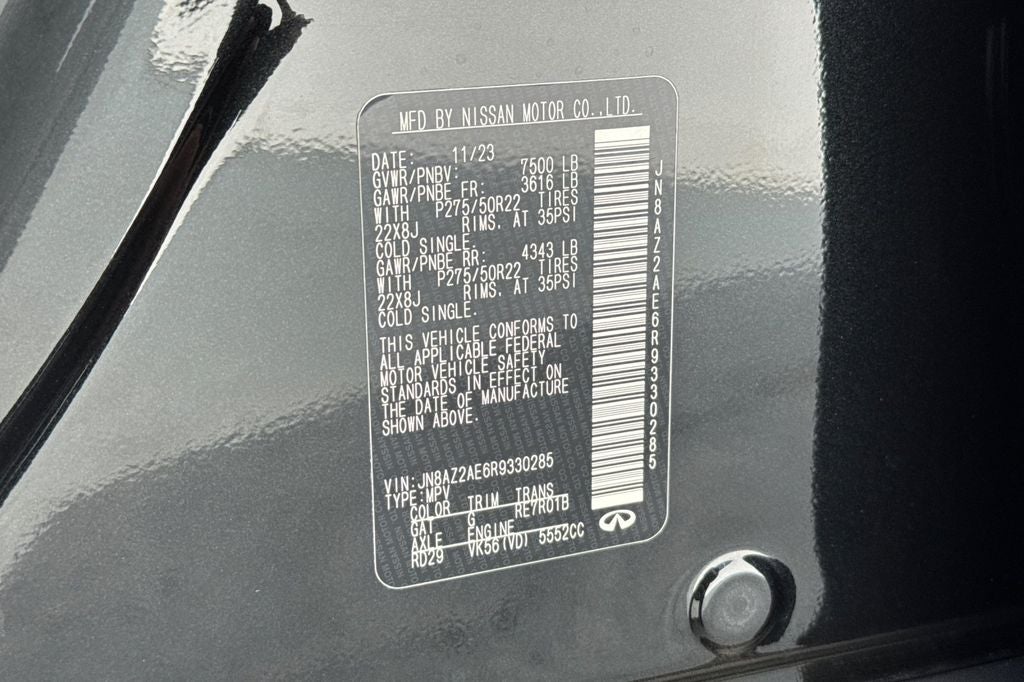 MFD BY NISSAN MOTOR CO.,LTD.
DATE: 11/23
GVWR/PNBV: 7500 LB
GAWR/PNBE FR: 3616 LB
WITH P275/50R22 TIRES
22X8J RIMS. AT 35PSI
COLD SINGLE.
GAWR/PNBE RR: 4343 LB
WITH P275/50R22 TIRES
22X8J RIMS. AT 35PSI
COLD SINGLE.
THIS VEHICLE CONFORMS TO
ALL APPLICABLE FEDERAL
MOTOR VEHICLE SAFETY
STANDARDS IN EFFECT ON
THE DATE OF MANUFACTURE
SHOWN ABOVE.
VIN:JN8AZ2AE6R9330285
TYPE:MPV
COLOR TRIM TRANS
GAT G RE7R01B
AXLE ENGINE
RD29 VK56(VD) 5552CC
JN8AZ2AE6R9330285